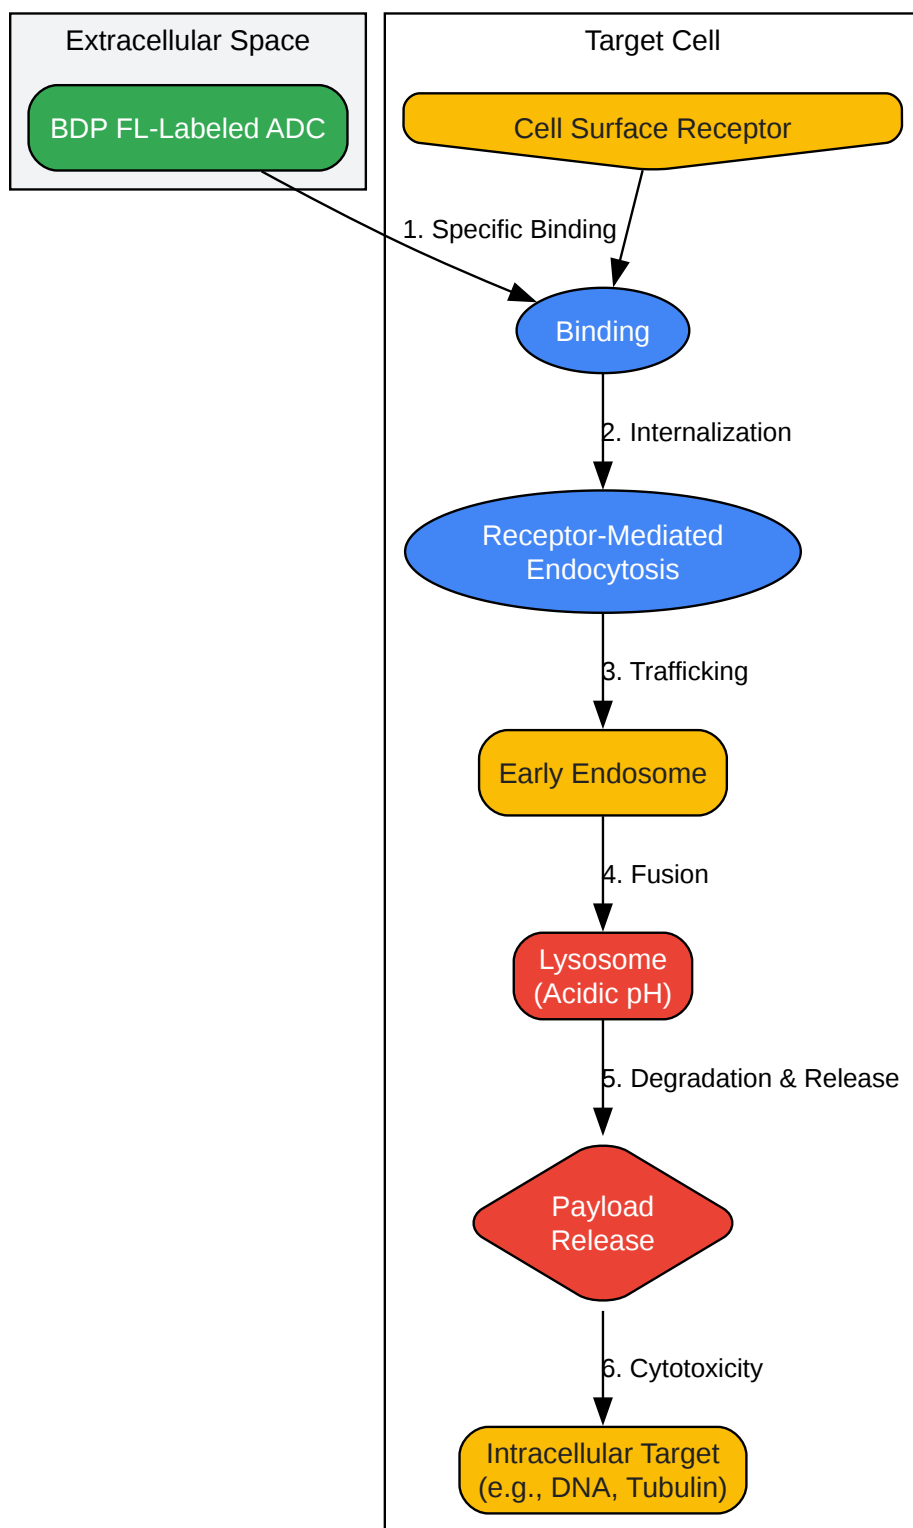 Extracellular Space
Target Cell
BDP FL-Labeled ADC
Cell Surface Receptor
1. Specific Binding
Binding
2. Internalization
Receptor-Mediated
Endocytosis
3. Trafficking
Early Endosome
4. Fusion
Lysosome
(Acidic pH)
5. Degradation & Release
Payload
Release
6. Cytotoxicity
Intracellular Target
(e.g., DNA, Tubulin)